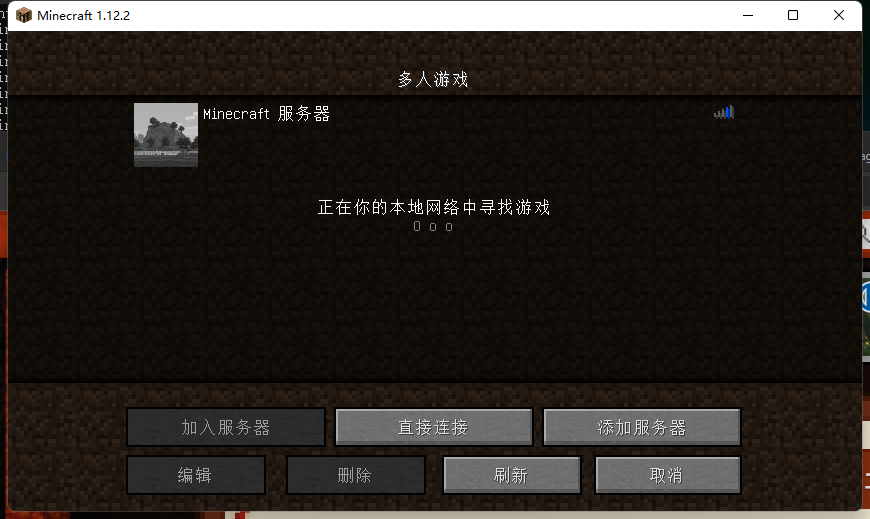 Minecraft 1.12.2
多人游戏
Minecraft 服务器
正在你的本地网络中寻找游戏
O o o
加入服务器
直接连接
添加服务器
编辑
删除
刷新
取消